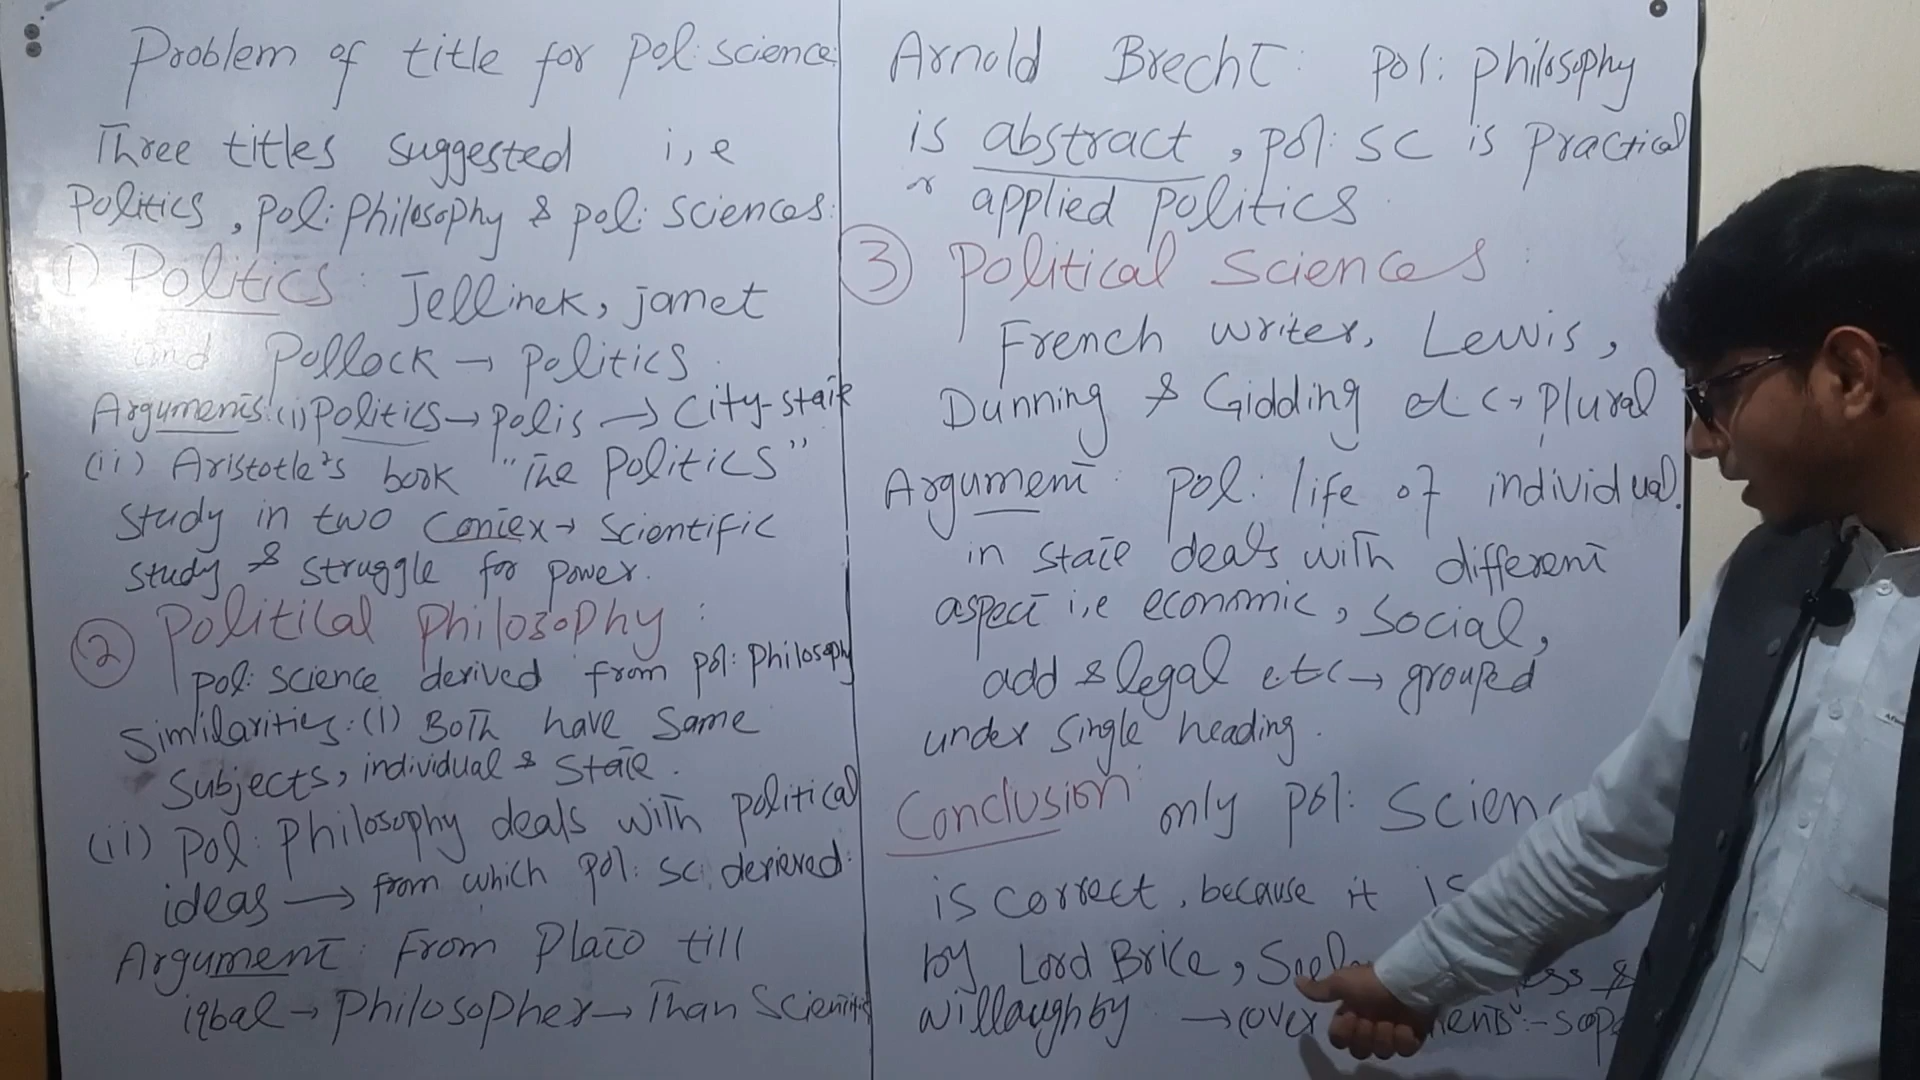 Problem of title for pol: science:
Three titles suggested i,e
Politics, pol: philosophy & pol: sciences:
1) Politics: Jellinek, janet
and Pollock → politics.
Arguments: (i) politics → polis → City-state
(ii) Aristotle's book "The Politics"
Study in two Contex → Scientific
study & struggle for power.
② Political philosophy:
pol: science derived from pol: philosophy
Similarities: (1) Both have same
Subjects, individual & state.
(ii) pol: philosophy deals with political
ideas → from which pol: sc: derieved:
Argument: From Plato till
iqbal → philosopher → Than Scientist
Arnold Brecht: pol: philosophy
is abstract, pol: sc is practical
or applied politics.
③ Political Sciences:
French writer, Lewis,
Dunning & Gidding et c → plural
Argument: pol: life of individual
in state deals with different
aspect i,e economic, social,
add & legal etc → grouped
under single heading.
Conclusion: only pol: Scienc
is correct, because it is
by Lord Brike,
willaughby → cover